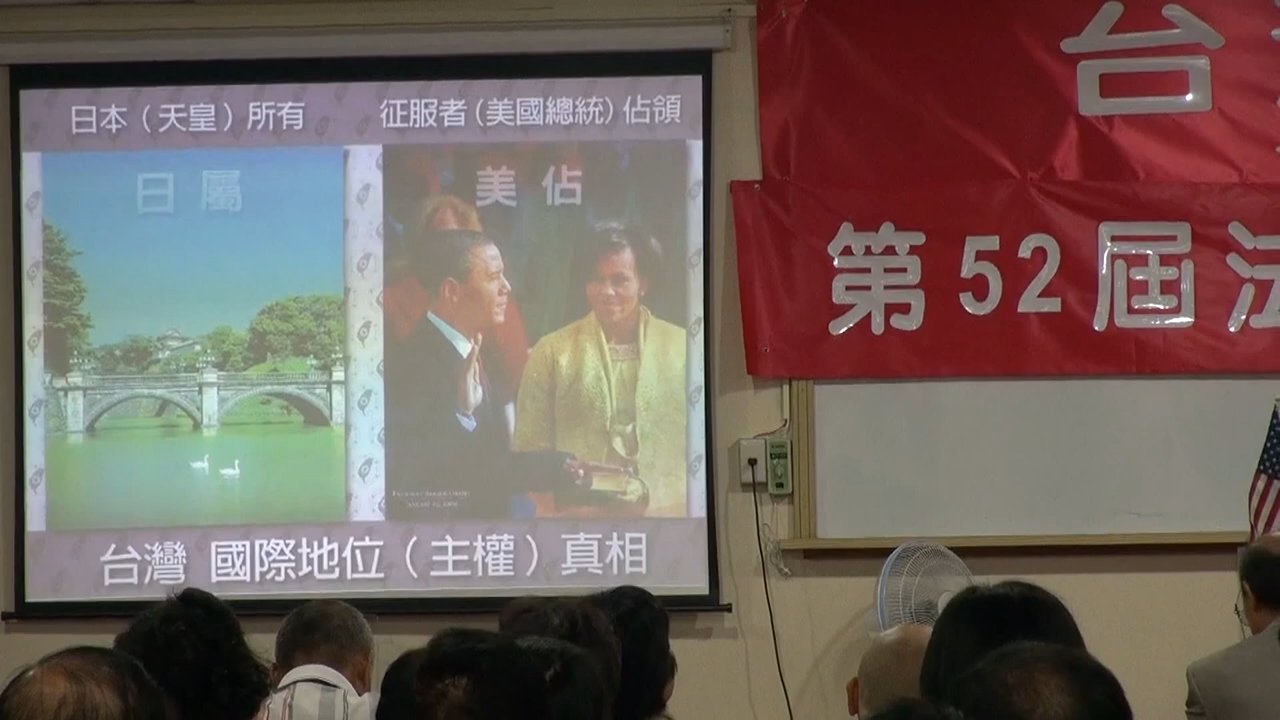 日本（天皇）所有
征服者（美國總統）佔領
日屬
美佔
台灣 國際地位（主權）真相
台
第52屆法